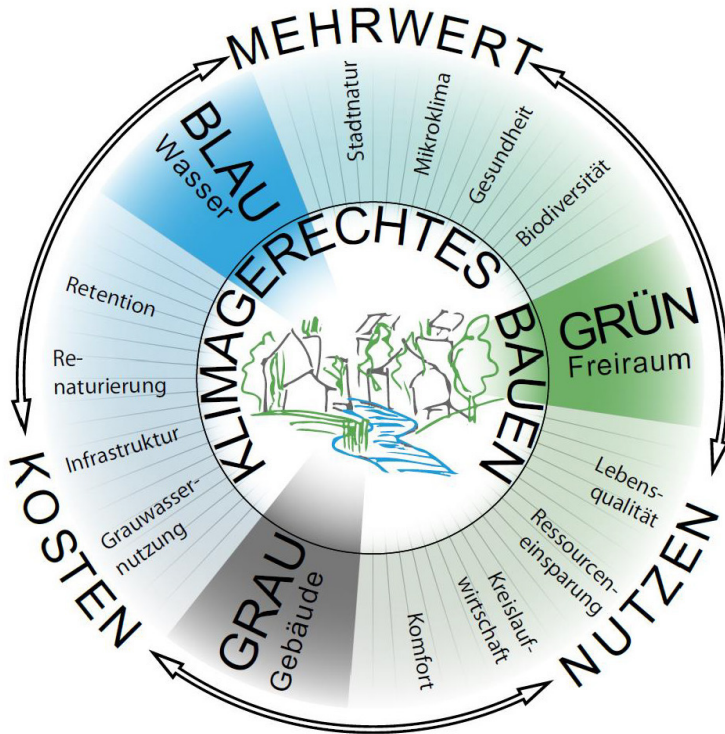 MEHRWERT
BLAU
Wasser
Stadtnatur
Mikroklima
Gesundheit
Biodiversität
GRÜN
Freiraum
Lebens-
qualität
Ressourcen-
einsparung
Kreislauf-
wirtschaft
Komfort
NUTZEN
GRAU
Gebäude
Grauwasser-
nutzung
Infrastruktur
Re-
naturierung
Retention
KOSTEN
KLIMAGERECHTES BAUEN